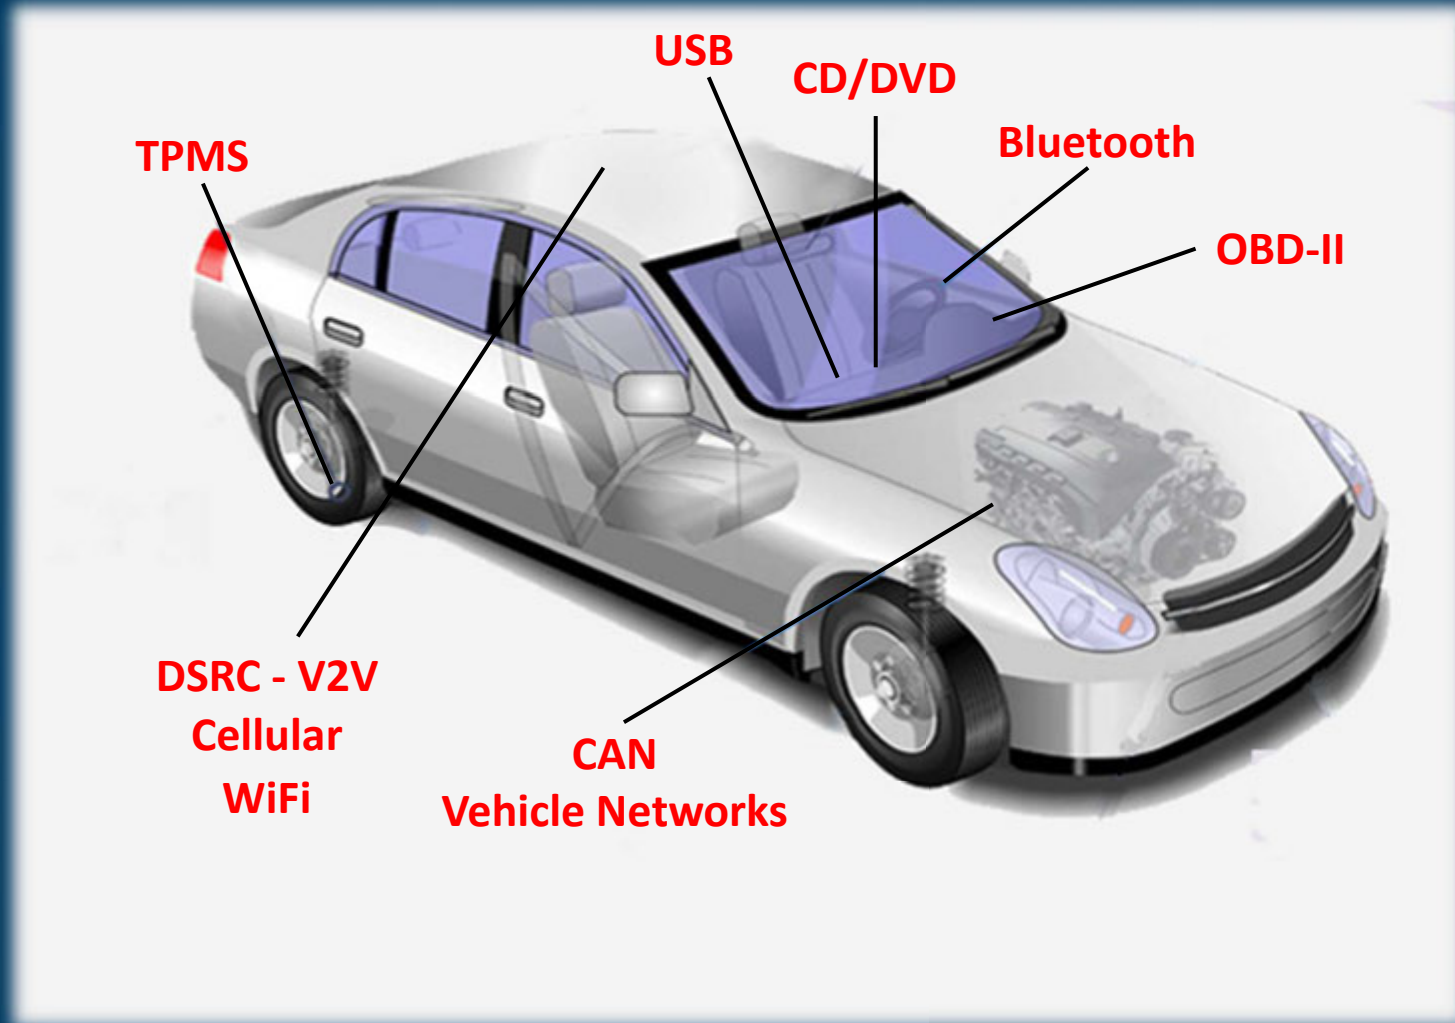 USB
CD/DVD
TPMS
Bluetooth
OBD-II
DSRC - V2V
Cellular
WiFi
CAN
Vehicle Networks